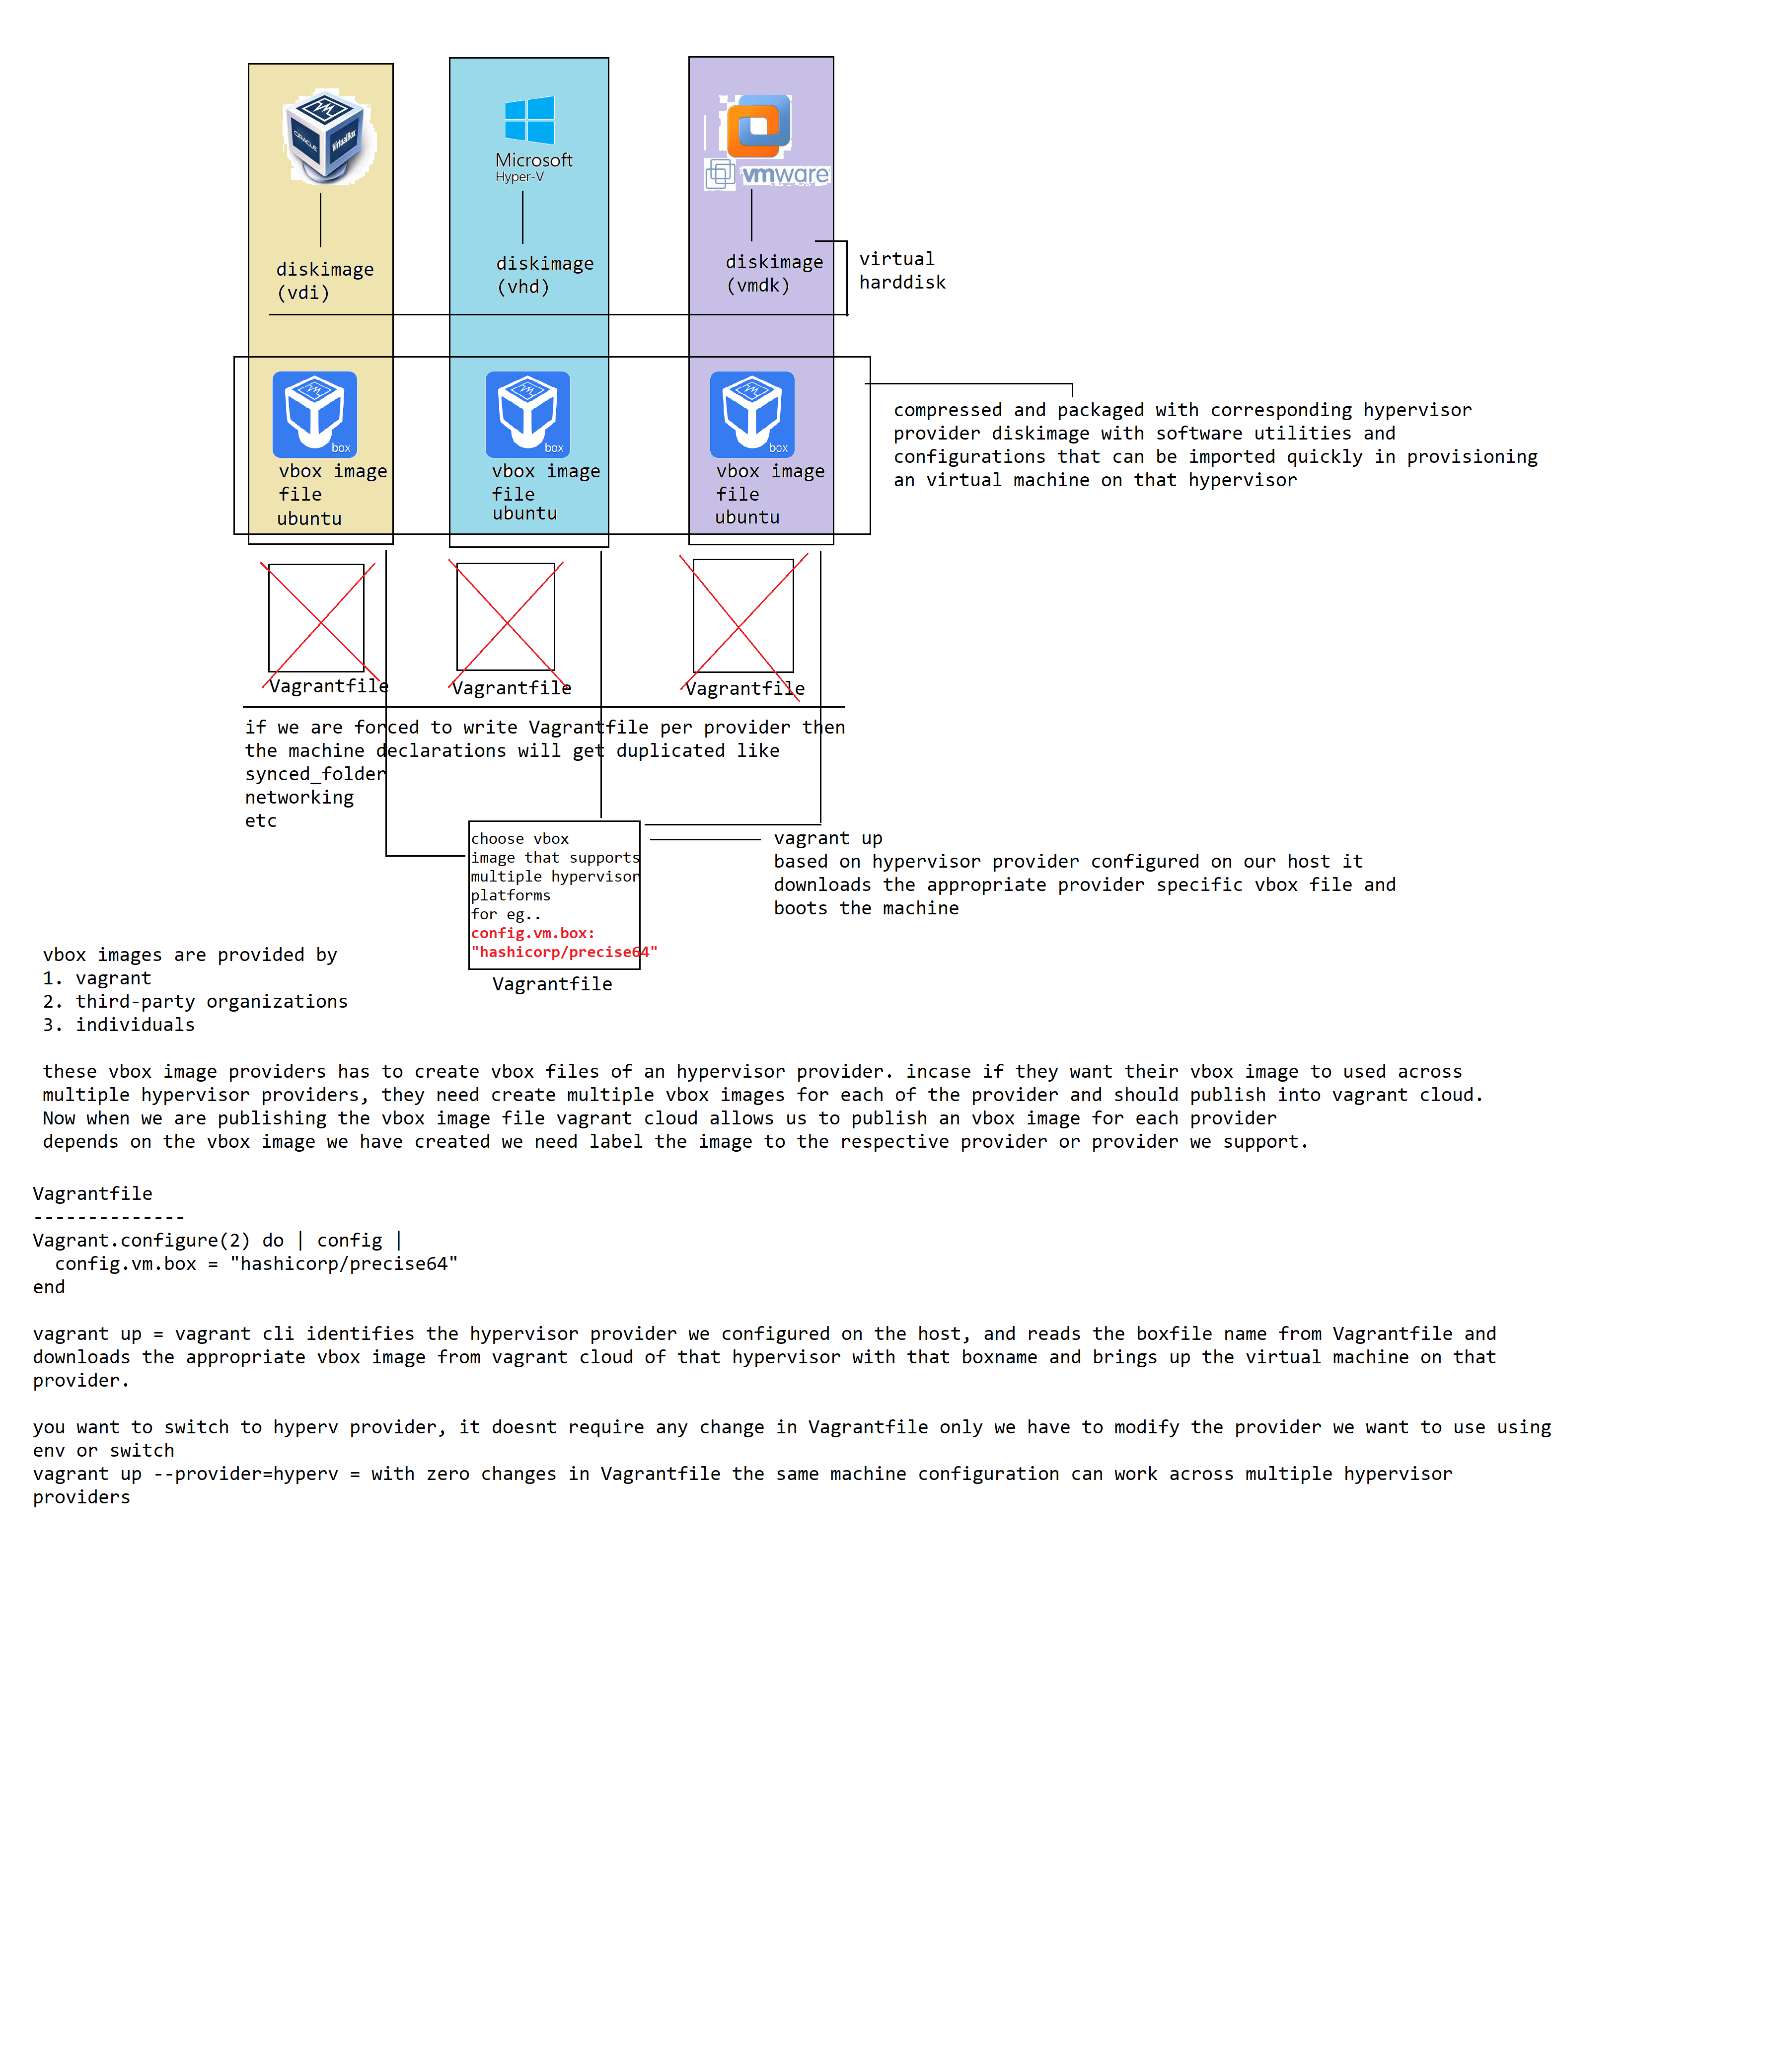 ORACLE
VirtualBox
Microsoft
Hyper-V
vmware
diskimage
(vdi)
diskimage
(vhd)
diskimage
(vmdk)
virtual
harddisk
box
vbox image
file
ubuntu
box
vbox image
file
ubuntu
box
vbox image
file
ubuntu
compressed and packaged with corresponding hypervisor
provider diskimage with software utilities and
configurations that can be imported quickly in provisioning
an virtual machine on that hypervisor
Vagrantfile
Vagrantfile
Vagrantfile
if we are forced to write Vagrantfile per provider then
the machine declarations will get duplicated like
synced_folder
networking
etc
choose vbox
image that supports
multiple hypervisor
platforms
for eg..
config.vm.box:
"hashicorp/precise64"
Vagrantfile
vagrant up
based on hypervisor provider configured on our host it
downloads the appropriate provider specific vbox file and
boots the machine
vbox images are provided by
1. vagrant
2. third-party organizations
3. individuals
these vbox image providers has to create vbox files of an hypervisor provider. incase if they want their vbox image to used across
multiple hypervisor providers, they need create multiple vbox images for each of the provider and should publish into vagrant cloud.
Now when we are publishing the vbox image file vagrant cloud allows us to publish an vbox image for each provider
depends on the vbox image we have created we need label the image to the respective provider or provider we support.
Vagrantfile
--------------
Vagrant.configure(2) do | config |
  config.vm.box = "hashicorp/precise64"
end
vagrant up = vagrant cli identifies the hypervisor provider we configured on the host, and reads the boxfile name from Vagrantfile and
downloads the appropriate vbox image from vagrant cloud of that hypervisor with that boxname and brings up the virtual machine on that
provider.
you want to switch to hyperv provider, it doesnt require any change in Vagrantfile only we have to modify the provider we want to use using
env or switch
vagrant up --provider=hyperv = with zero changes in Vagrantfile the same machine configuration can work across multiple hypervisor
providers